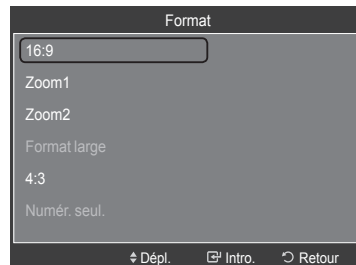 Format
16:9
Zoom1
Zoom2
Format large
4:3
Numér. seul.
Dépl. Intro. Retour